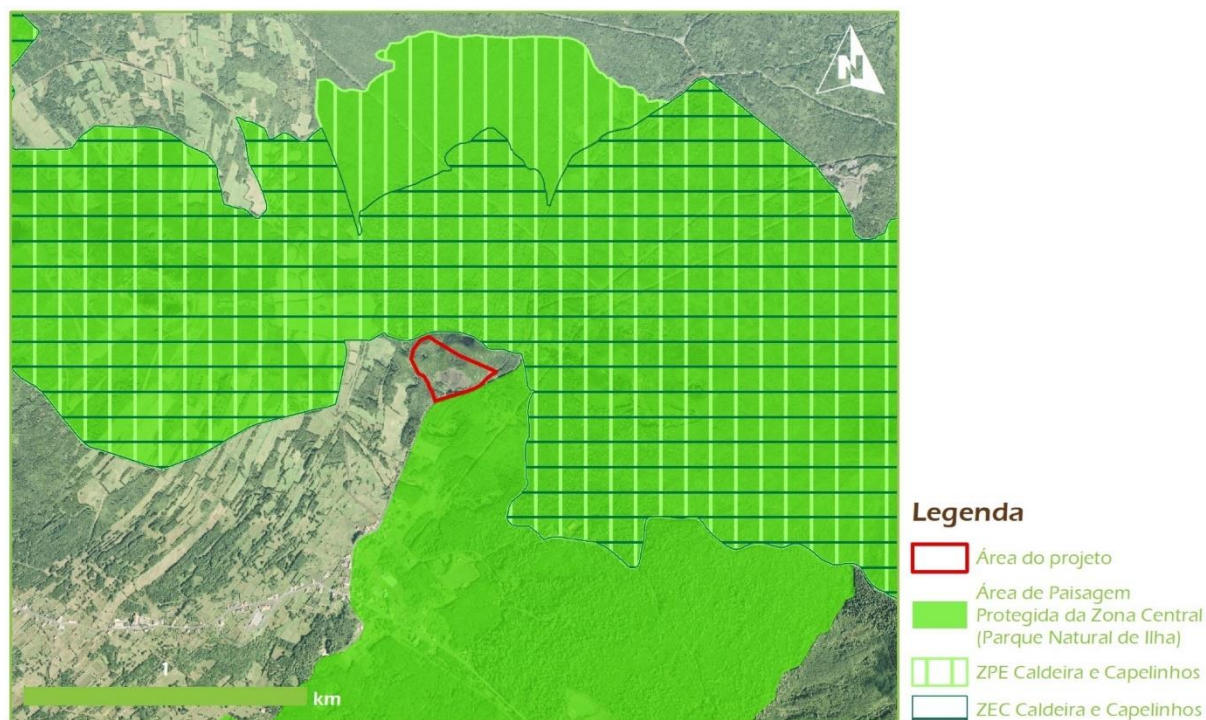 N
Legenda
Área do projeto
Área de Paisagem
Protegida da Zona Central
(Parque Natural de Ilha)
ZPE Caldeira e Capelinhos
ZEC Caldeira e Capelinhos
1
km